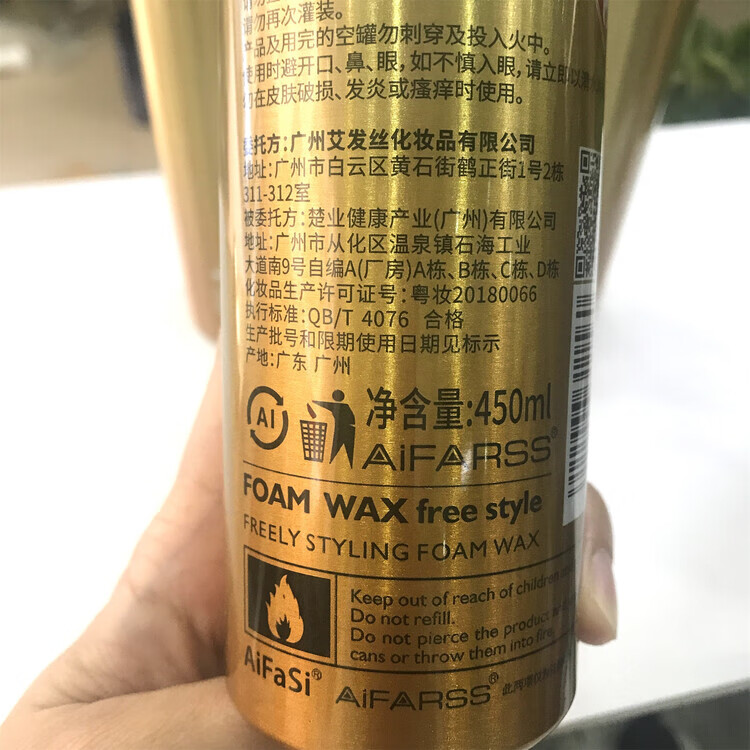 请勿再次灌装。
产品及用完的空罐勿刺穿及投入火中。
使用时避开口、鼻、眼，如不慎入眼，请立即以清
勿在皮肤破损、发炎或瘙痒时使用。
委托方：广州艾发丝化妆品有限公司
地址：广州市白云区黄石街鹤正街1号2栋
311-312室
被委托方：楚业健康产业(广州)有限公司
地址：广州市从化区温泉镇石海工业
大道南9号自编A(厂房)A栋、B栋、C栋、D栋
化妆品生产许可证号：粤妆20180066
执行标准：QB/T 4076 合格
生产批号和限期使用日期见标示
产地：广东 广州
Al
净含量：450ml
AiFARSS®
FOAM WAX free style
FREELY STYLING FOAM WAX
Keep out of reach of children
Do not refill.
Do not pierce the product
cans or throw them into fire
AiFaSi® AiFARSS®